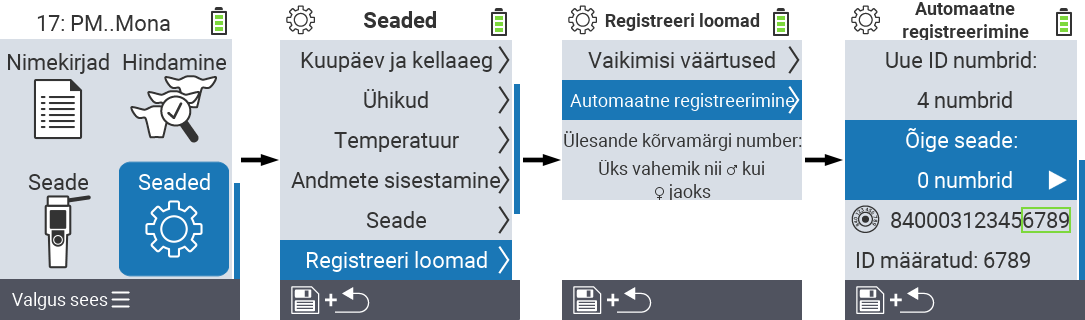 17: PM..Mona
Nimekirjad
Hindamine
Seade
Seaded
Valgus sees
Seaded
Kuupäev ja kellaaeg
Ühikud
Temperatuur
Andmete sisestamine
Seade
Registreeri loomad
+
Registreeri loomad
Vaikimisi väärtused
Automaatne registreerimine
Ülesande kõrvamärgi number:
Üks vahemik nii ♂ kui
♀ jaoks
+
Automaatne
registreerimine
Uue ID numbrid:
4 numbrid
Õige seade:
0 numbrid
840003123456789
ID määratud: 6789
+